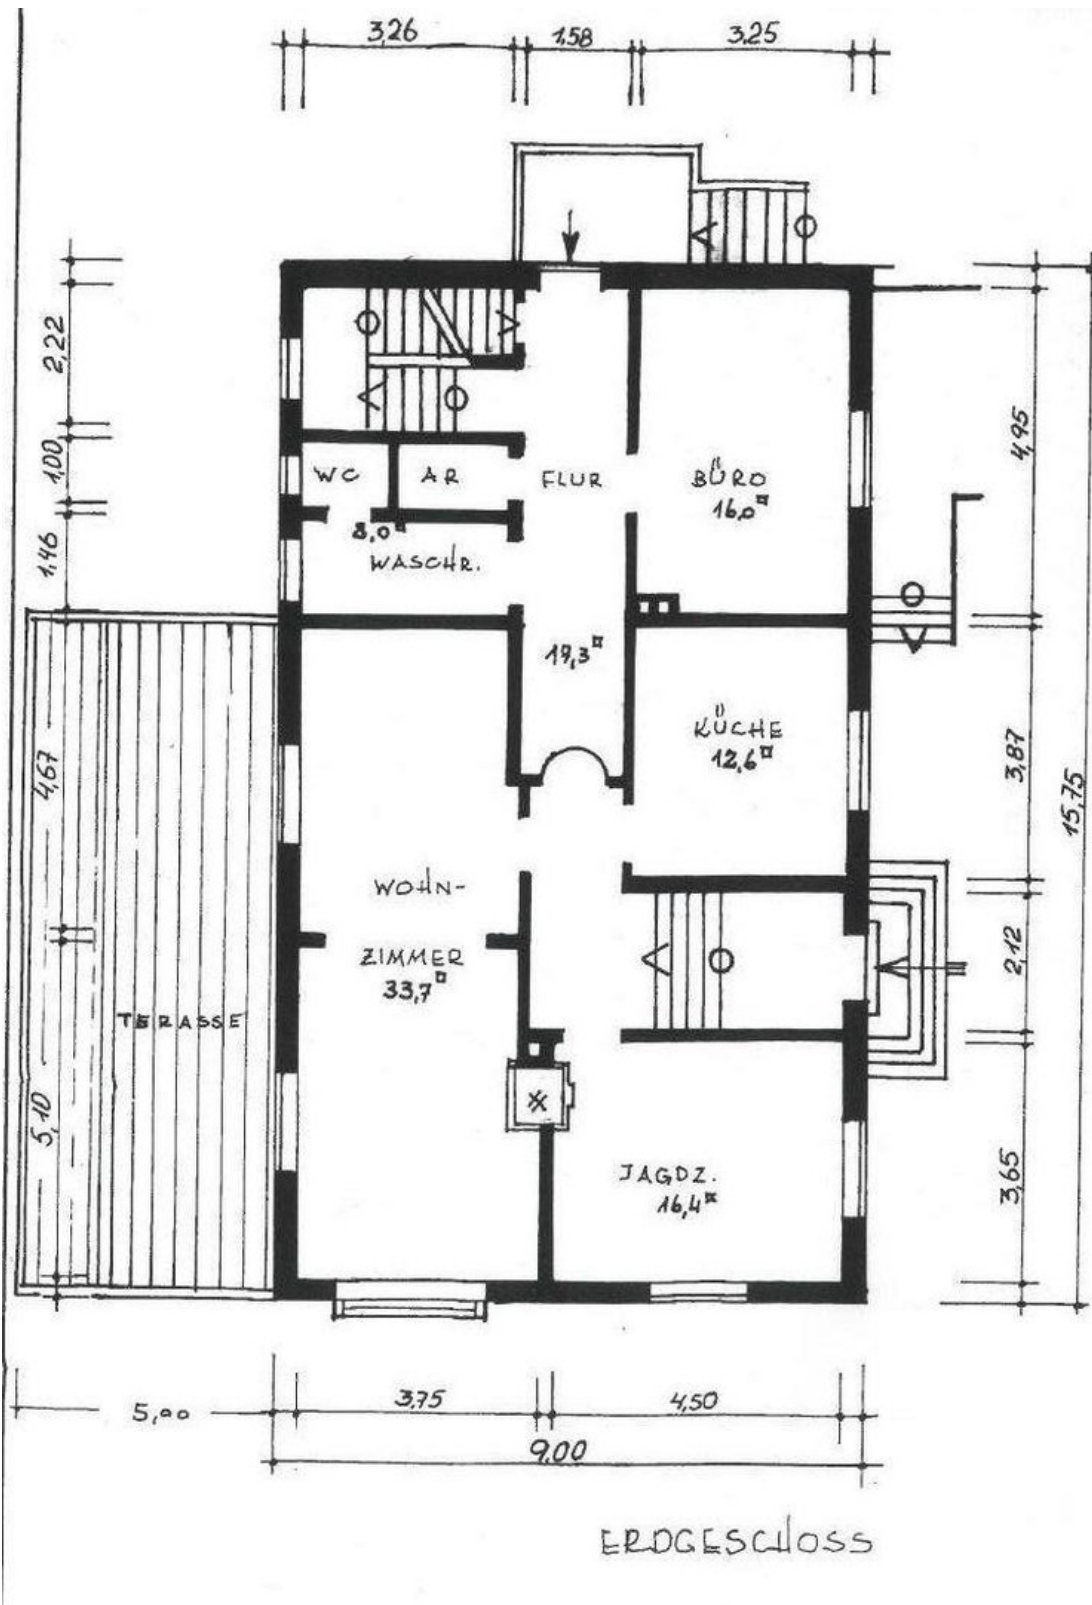 3,26
1,58
3,25
2,22
1,00
1,46
4,67
5,10
4,95
3,87
15,75
2,12
3,65
WC
AR
FLUR
BÜRO
16,0¤
8,0¤
WASCHR.
19,3¤
KÜCHE
12,6¤
WOHN-
ZIMMER
33,7¤
TERASSE
JAGDZ.
16,4¤
5,00
3,75
4,50
9,00
ERDGESCHOSS